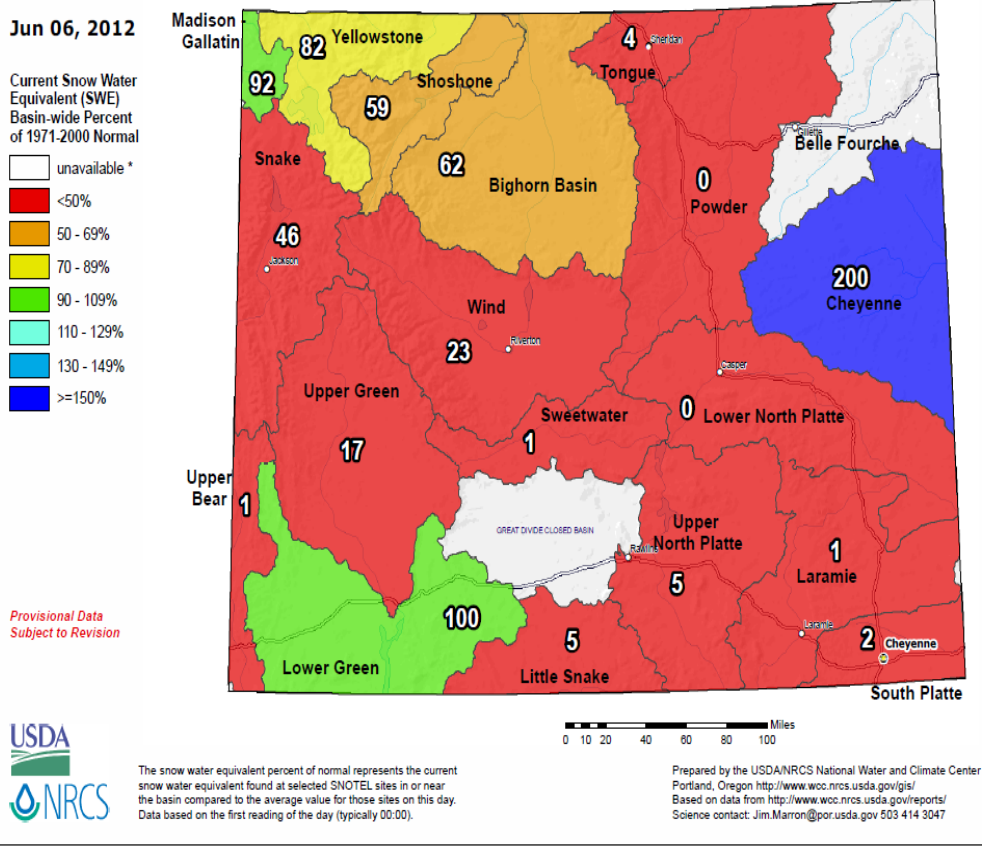 Jun 06, 2012
Current Snow Water
Equivalent (SWE)
Basin-wide Percent
of 1971-2000 Normal
unavailable *
<50%
50 - 69%
70 - 89%
90 - 109%
110 - 129%
130 - 149%
>=150%
Provisional Data
Subject to Revision
Madison
Gallatin
92
82
Yellowstone
Shoshone
59
62
Bighorn Basin
4
Sheridan
Tongue
Gillette
Belle Fourche
0
Powder
200
Cheyenne
Snake
46
Jackson
Wind
Riverton
23
Casper
Upper Green
17
Sweetwater
1
0
Lower North Platte
Upper
Bear
1
GREAT DIVIDE CLOSED BASIN
Rawlins
Upper
North Platte
5
1
Laramie
100
Lower Green
5
Little Snake
Laramie
2
Cheyenne
South Platte
Miles
0 10 20 40 60 80 100
USDA
NRCS
The snow water equivalent percent of normal represents the current
snow water equivalent found at selected SNOTEL sites in or near
the basin compared to the average value for those sites on this day.
Data based on the first reading of the day (typically 00:00).
Prepared by the USDA/NRCS National Water and Climate Center
Portland, Oregon http://www.wcc.nrcs.usda.gov/gis/
Based on data from http://www.wcc.nrcs.usda.gov/reports/
Science contact: Jim.Marron@por.usda.gov 503 414 3047